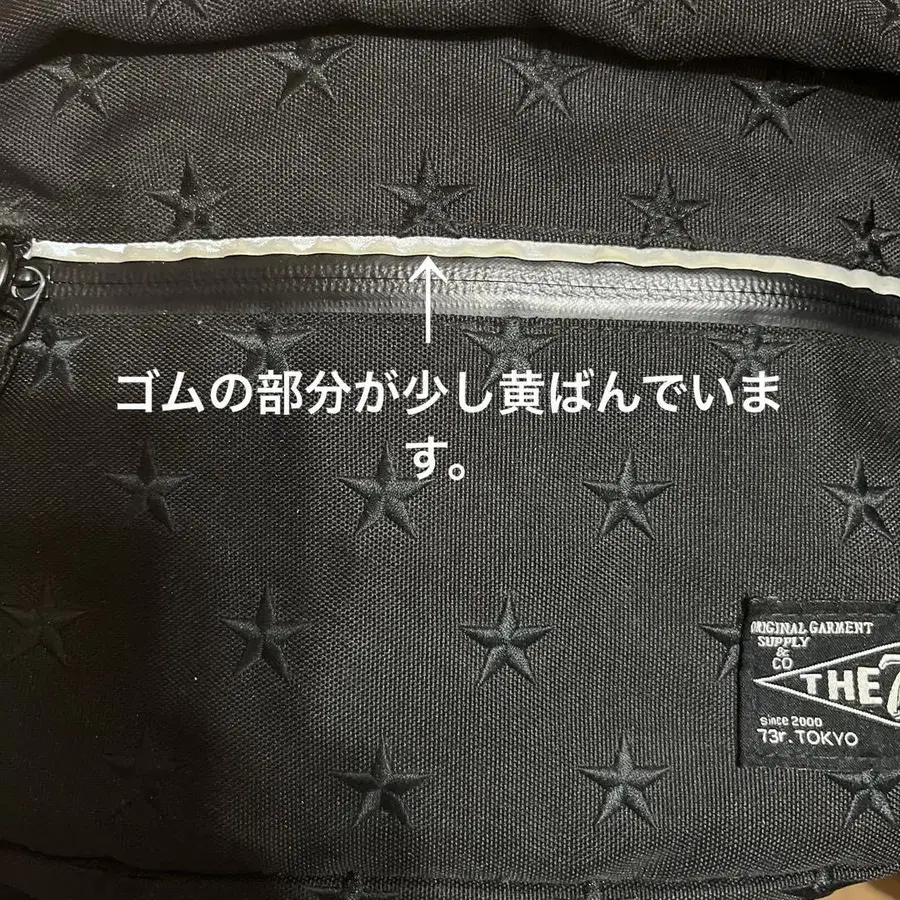 ゴムの部分が少し黄ばんでいま
す。
ORIGINAL GARMENT
SUPPLY
&
CO
THE 7
since 2000
73r.TOKYO